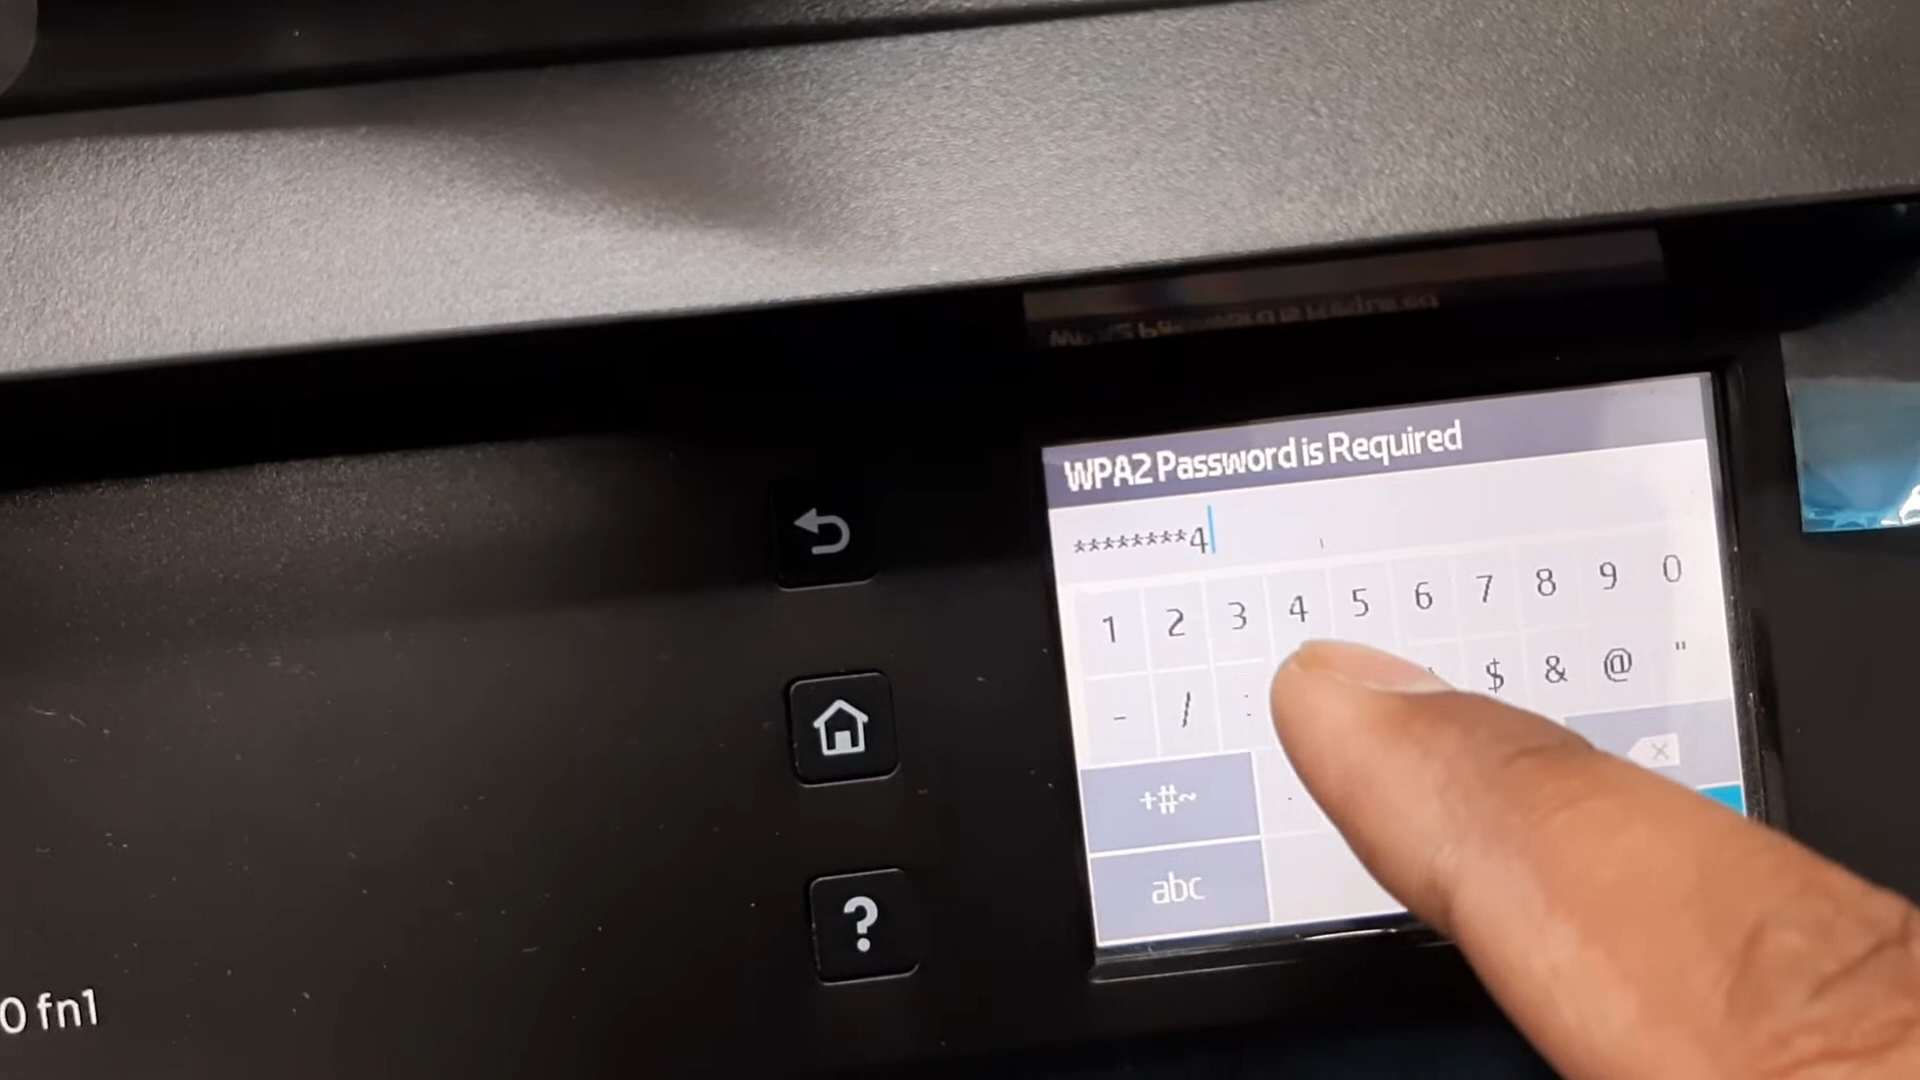 WPA2 Password is Required
********4
1 2 3 4 5 6 7 8 9 0
- / : $ & @ "
+#~ .
abc
?
0 fn1